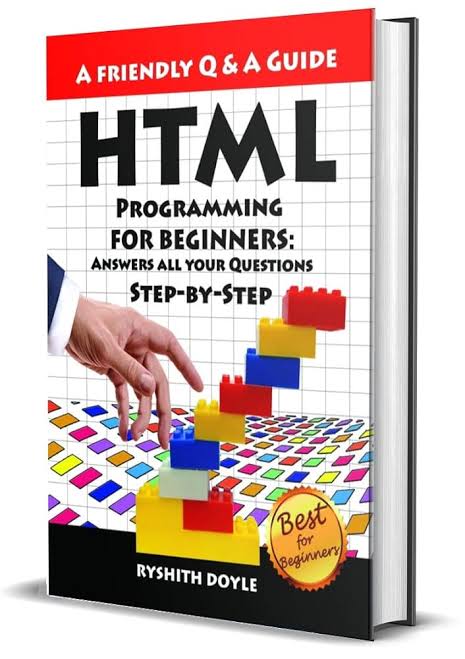 A FRIENDLY Q & A GUIDE
HTML
PROGRAMMING
FOR BEGINNERS:
ANSWERS ALL YOUR QUESTIONS
STEP-BY-STEP
Best
for
Beginners
RYSHITH DOYLE